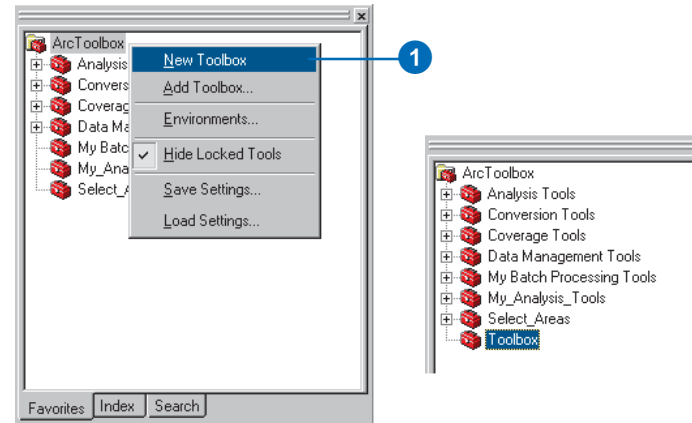 ArcToolbox
Analysis
Convers
Coverag
Data Ma
My Batc
My_Ana
Select_A
New Toolbox
Add Toolbox...
Environments...
Hide Locked Tools
Save Settings...
Load Settings...
1
Favorites Index Search
ArcToolbox
Analysis Tools
Conversion Tools
Coverage Tools
Data Management Tools
My Batch Processing Tools
My_Analysis_Tools
Select_Areas
Toolbox